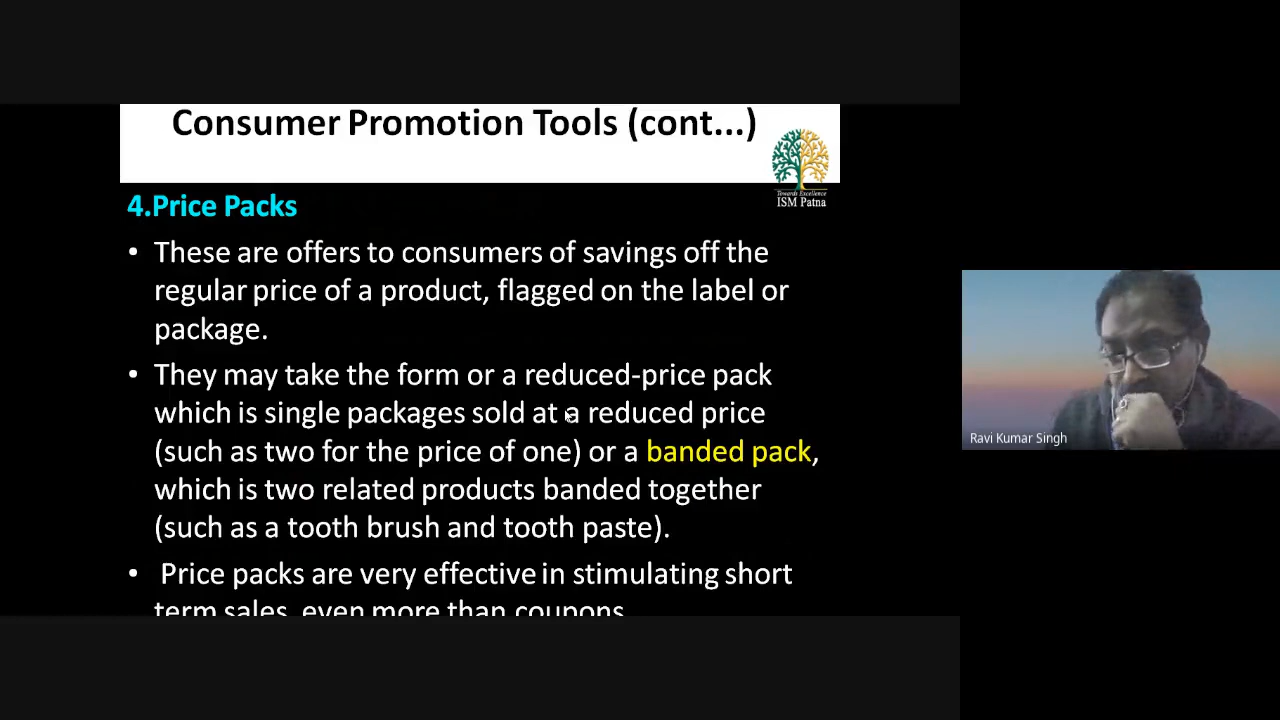 Consumer Promotion Tools (cont...)
Towards Excellence
ISM Patna
4.Price Packs
• These are offers to consumers of savings off the
regular price of a product, flagged on the label or
package.
• They may take the form or a reduced-price pack
which is single packages sold at a reduced price
(such as two for the price of one) or a banded pack,
which is two related products banded together
(such as a tooth brush and tooth paste).
• Price packs are very effective in stimulating short
term sales, even more than coupons.
Ravi Kumar Singh